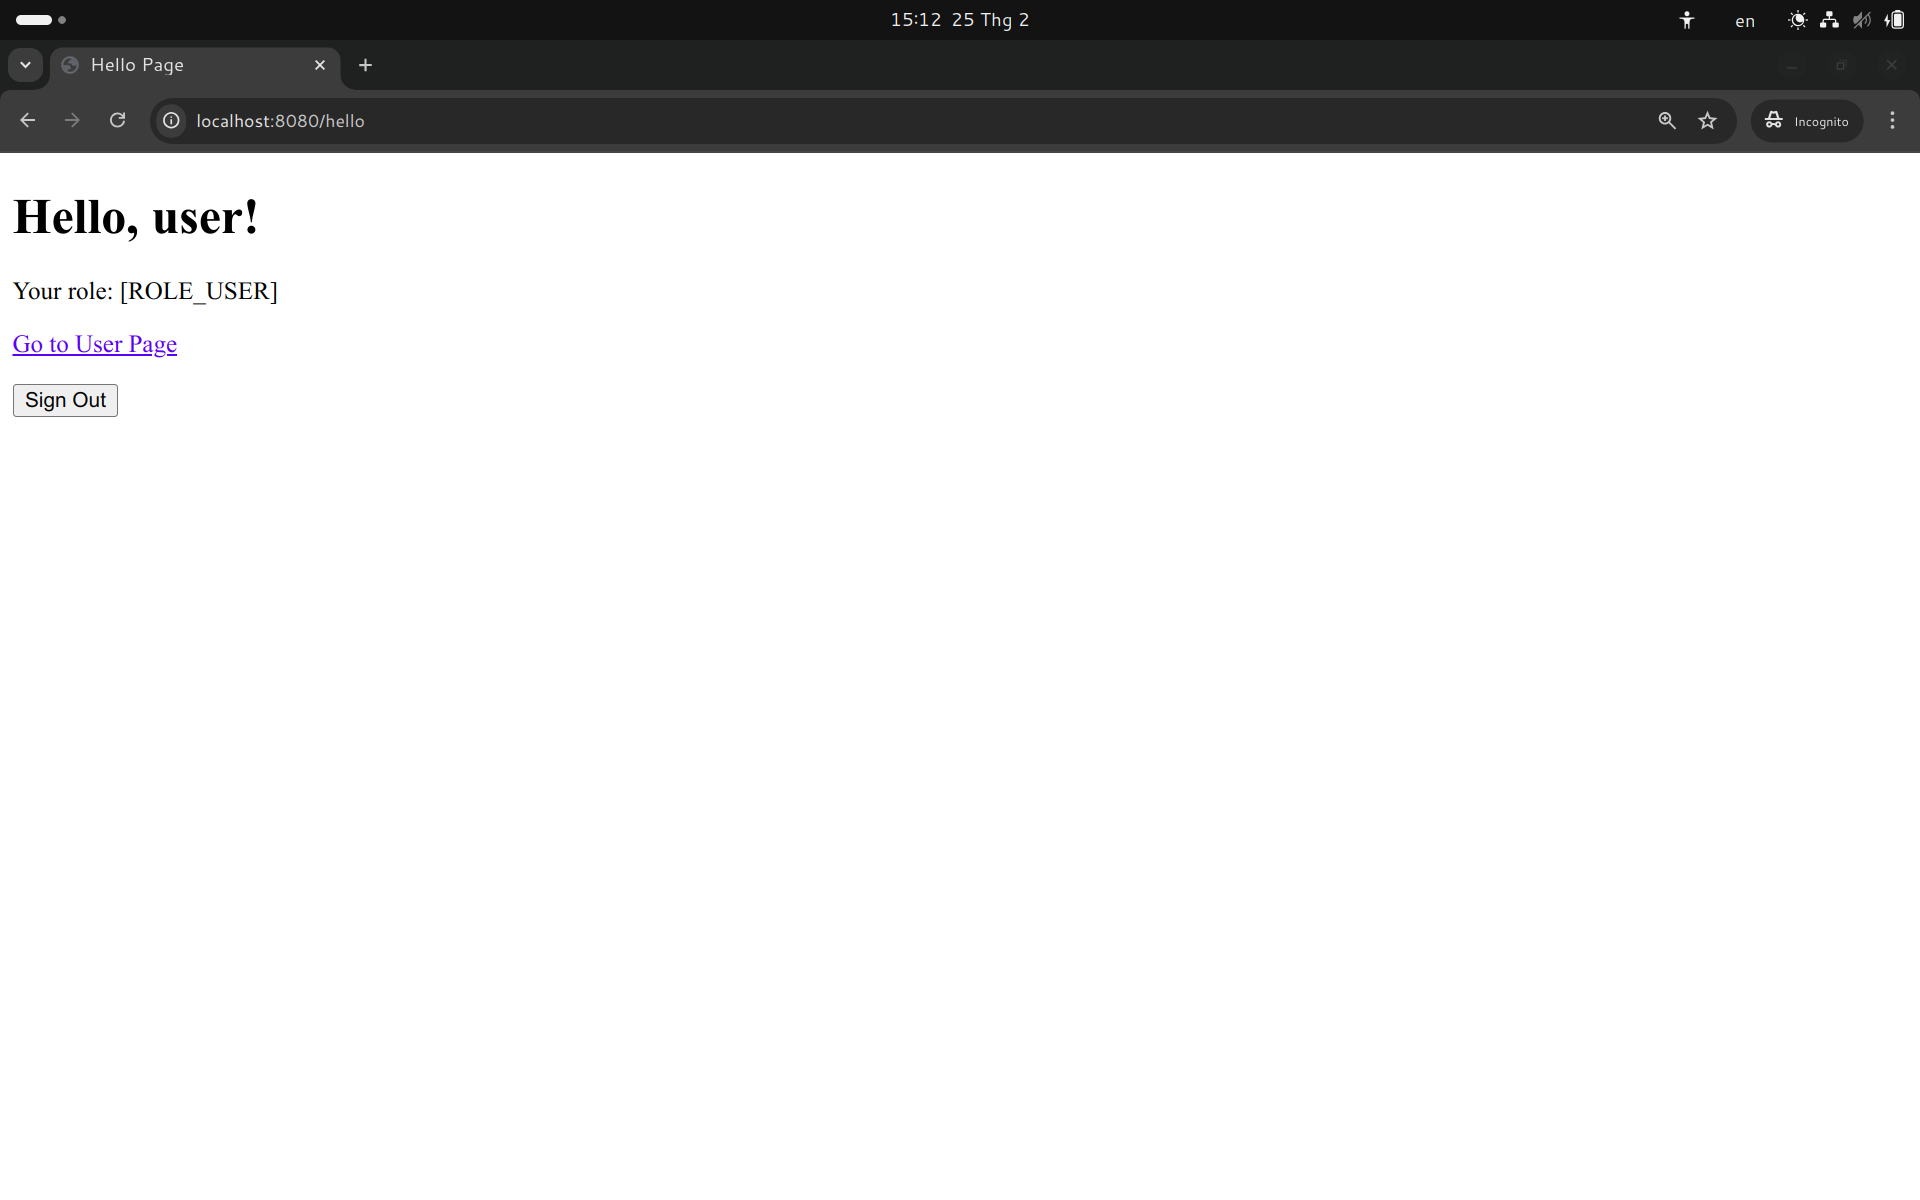 15:12 25 Thg 2
en
Hello Page
localhost:8080/hello
Incognito
Hello, user!
Your role: [ROLE_USER]
Go to User Page
Sign Out